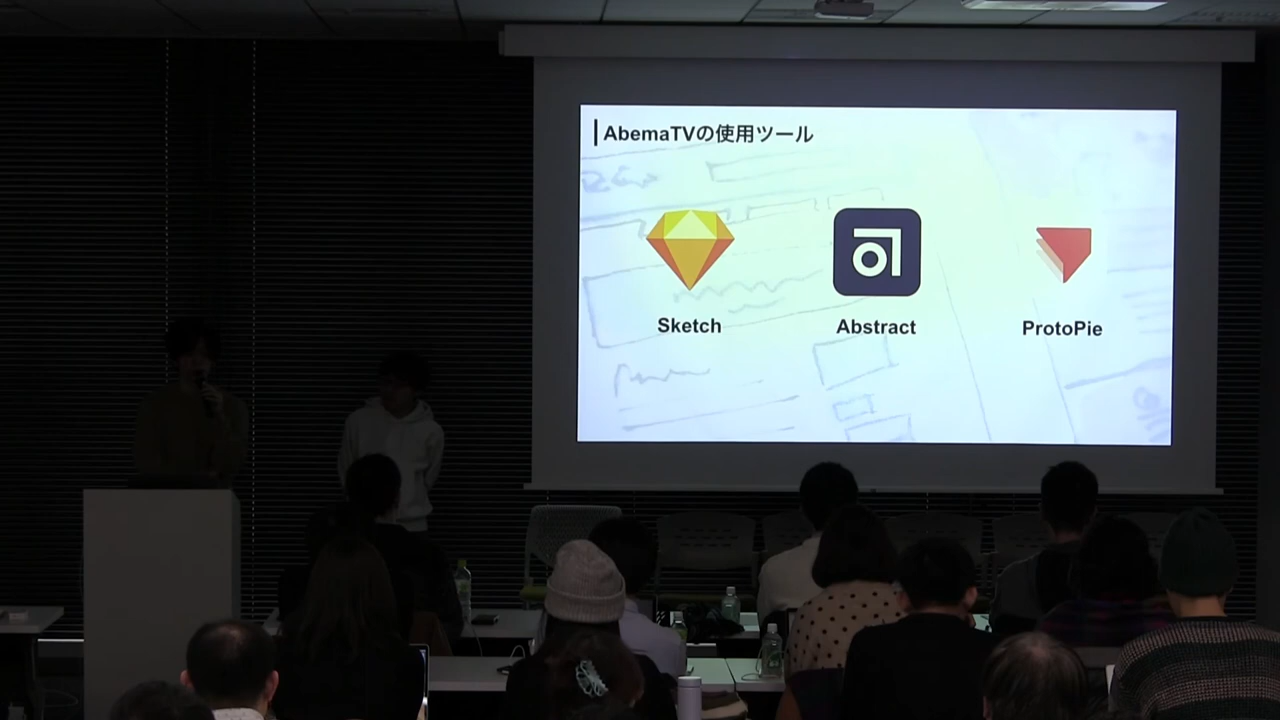 AbemaTVの使用ツール
Sketch
Abstract
ProtoPie